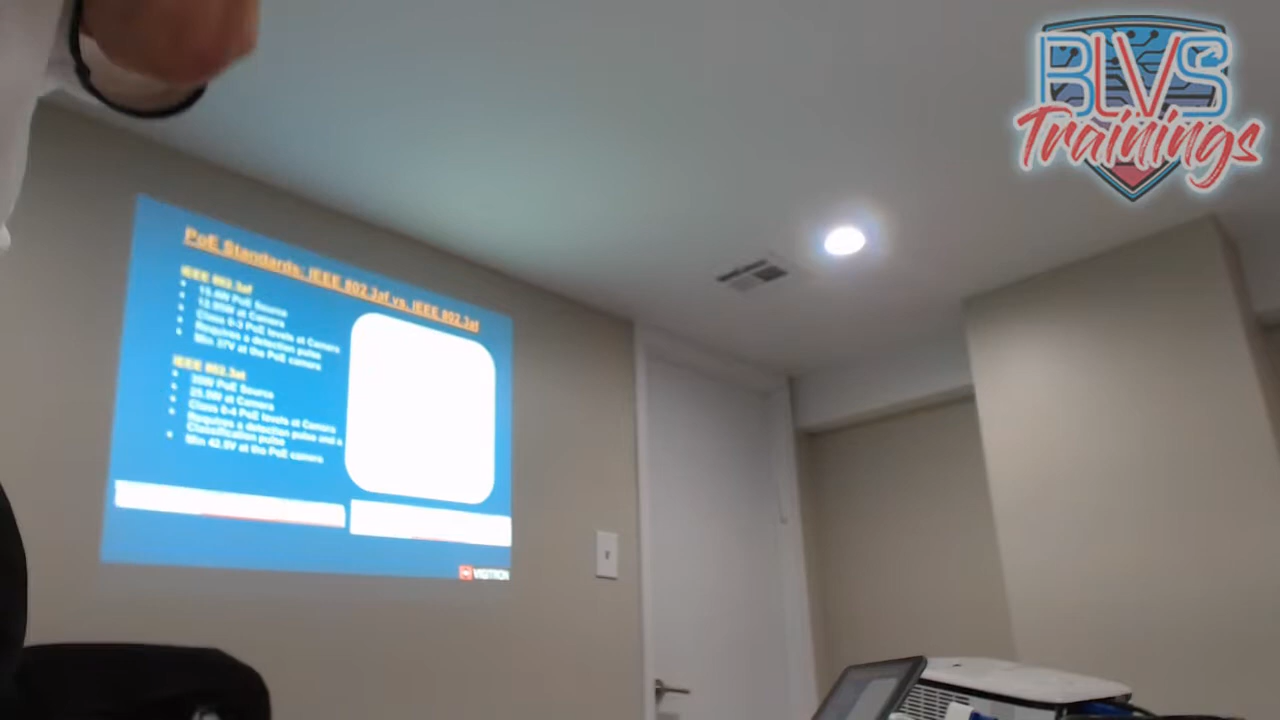 BLVS
Trainings
PoE Standards: IEEE 802.3af vs. IEEE 802.3at
IEEE 802.3af
15.4W PoE Source
12.95W at Camera
Class 0-3 PoE levels at Camera
Requires a detection pulse
Min 37V at the PoE camera
IEEE 802.3at
30W PoE Source
25.5W at Camera
Class 0-4 PoE levels at Camera
Requires a detection pulse and a
Classification pulse
Min 42.5V at the PoE camera
VIGITRON